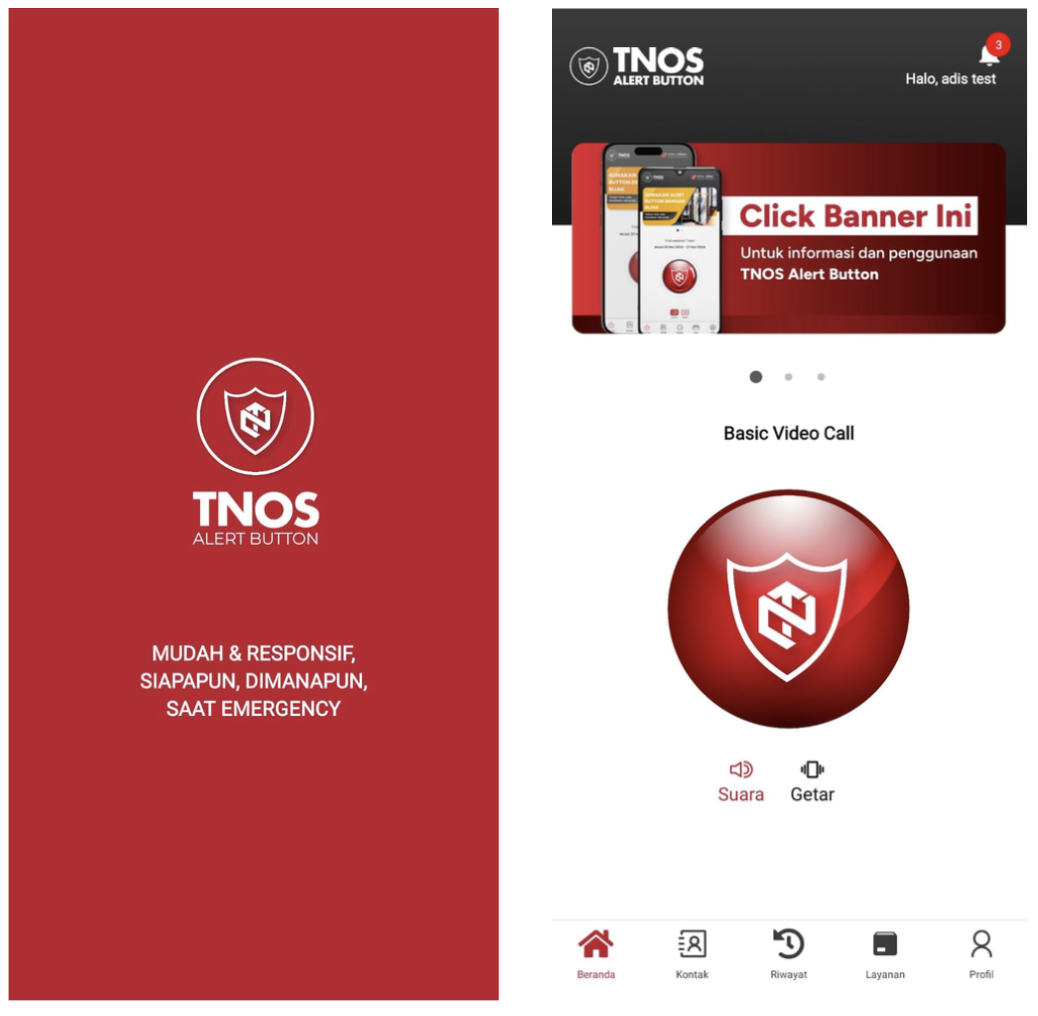 TNOS
ALERT BUTTON
MUDAH & RESPONSIF,
SIAPAPUN, DIMANAPUN,
SAAT EMERGENCY
TNOS
ALERT BUTTON
3
Halo, adis test
Click Banner Ini
Untuk informasi dan penggunaan
TNOS Alert Button
Basic Video Call
Suara
Getar
Beranda
Kontak
Riwayat
Layanan
Profil